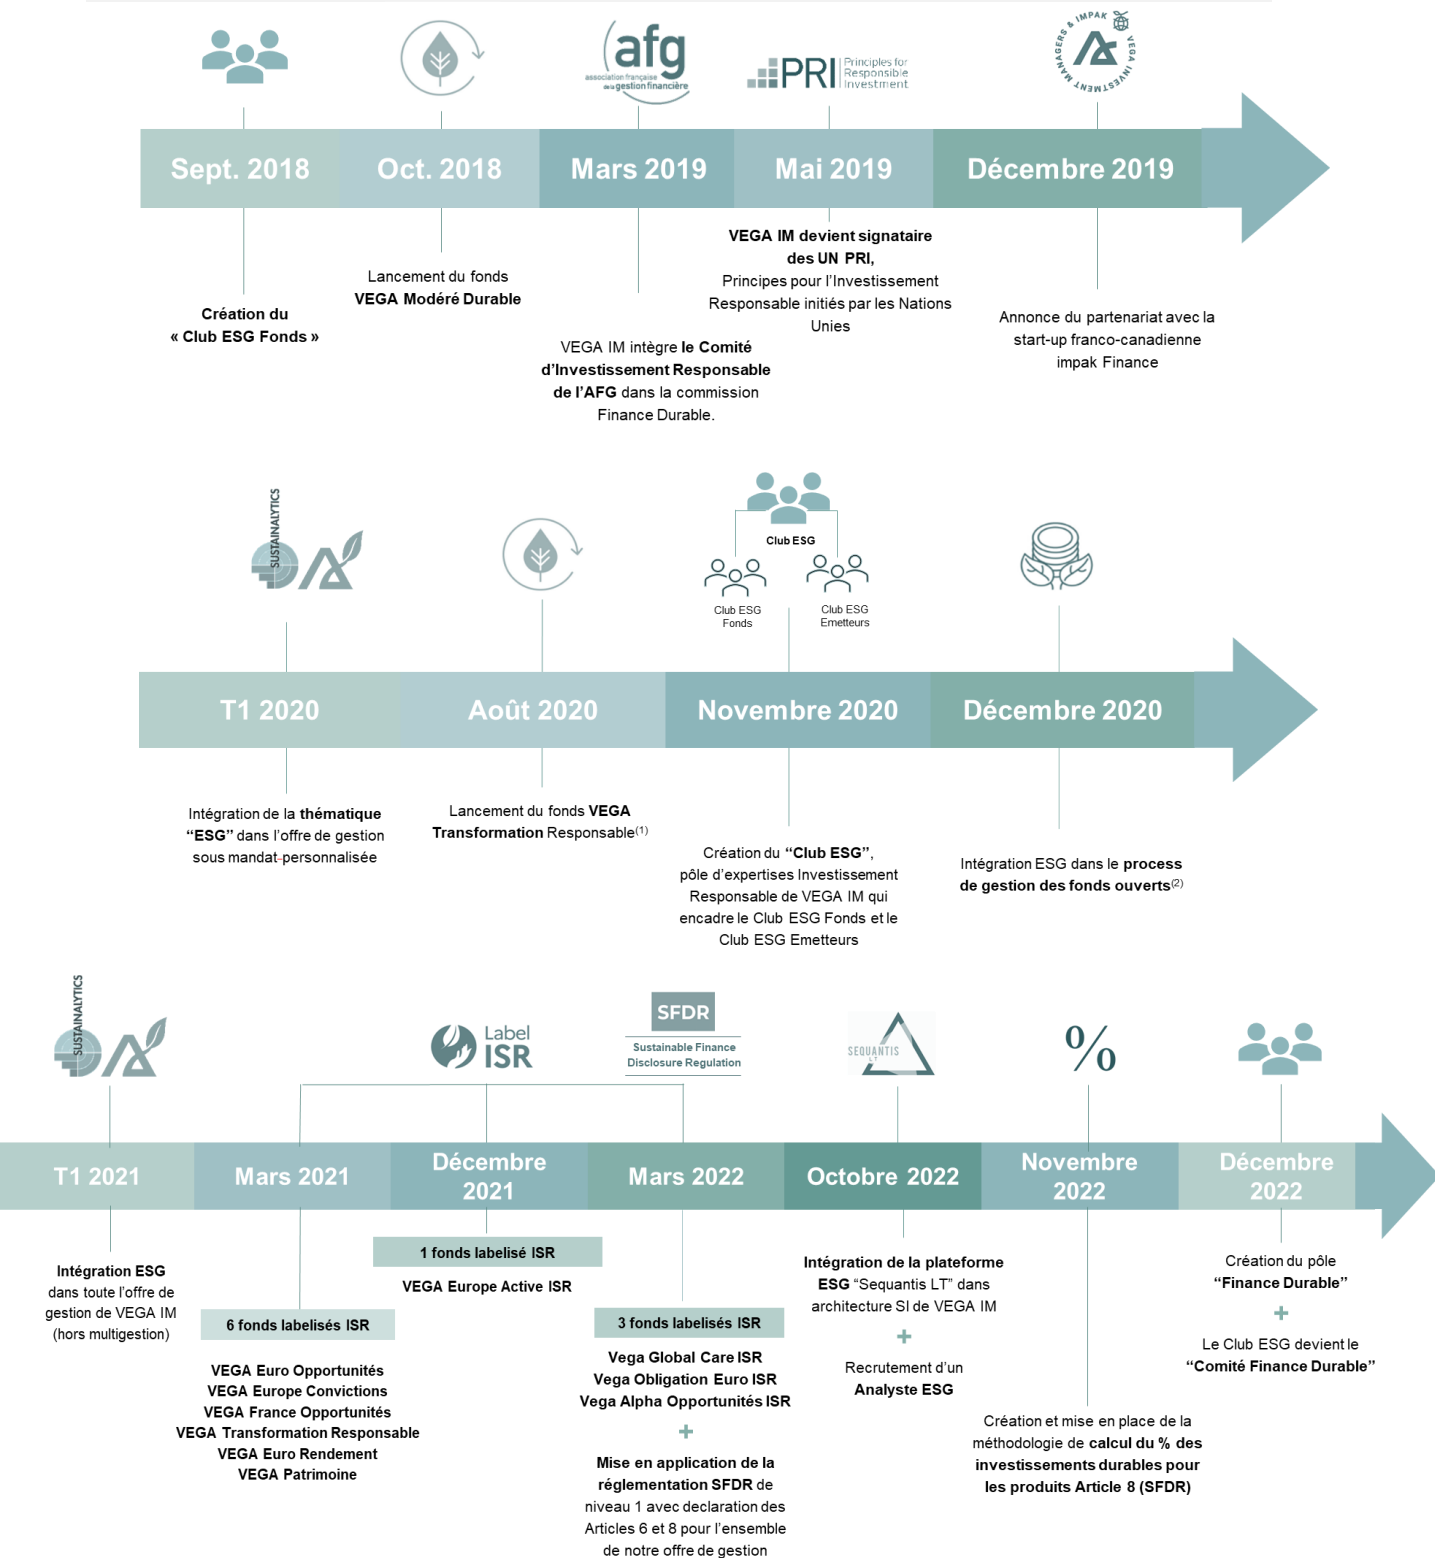 afg
association française
de la gestion financière
PRI
Principles for
Responsible
Investment
VEGA INVESTMENT MANAGERS & IMPAK
Sept. 2018
Oct. 2018
Mars 2019
Mai 2019
Décembre 2019
Création du
« Club ESG Fonds »
Lancement du fonds
VEGA Modéré Durable
VEGA IM intègre le Comité
d’Investissement Responsable
de l’AFG dans la commission
Finance Durable.
VEGA IM devient signataire
des UN PRI,
Principes pour l’Investissement
Responsable initiés par les Nations
Unies
Annonce du partenariat avec la
start-up franco-canadienne
impak Finance
SUSTAINALYTICS
Club ESG
Club ESG
Fonds
Club ESG
Emetteurs
T1 2020
Août 2020
Novembre 2020
Décembre 2020
Intégration de la thématique
“ESG” dans l’offre de gestion
sous mandat-personnalisée
Lancement du fonds VEGA
Transformation Responsable(1)
Création du “Club ESG”,
pôle d’expertises Investissement
Responsable de VEGA IM qui
encadre le Club ESG Fonds et le
Club ESG Emetteurs
Intégration ESG dans le process
de gestion des fonds ouverts(2)
SUSTAINALYTICS
Label
ISR
SFDR
Sustainable Finance
Disclosure Regulation
SEQUANTIS
LT
%
T1 2021
Mars 2021
Décembre
2021
Mars 2022
Octobre 2022
Novembre
2022
Décembre
2022
Intégration ESG
dans toute l’offre de
gestion de VEGA IM
(hors multigestion)
6 fonds labelisés ISR
VEGA Euro Opportunités
VEGA Europe Convictions
VEGA France Opportunités
VEGA Transformation Responsable
VEGA Euro Rendement
VEGA Patrimoine
1 fonds labelisé ISR
VEGA Europe Active ISR
3 fonds labelisés ISR
Vega Global Care ISR
Vega Obligation Euro ISR
Vega Alpha Opportunités ISR
+
Mise en application de la
réglementation SFDR de
niveau 1 avec declaration des
Articles 6 et 8 pour l’ensemble
de notre offre de gestion
Intégration de la plateforme
ESG “Sequantis LT” dans
architecture SI de VEGA IM
+
Recrutement d’un
Analyste ESG
Création et mise en place de la
méthodologie de calcul du % des
investissements durables pour
les produits Article 8 (SFDR)
Création du pôle
“Finance Durable”
+
Le Club ESG devient le
“Comité Finance Durable”